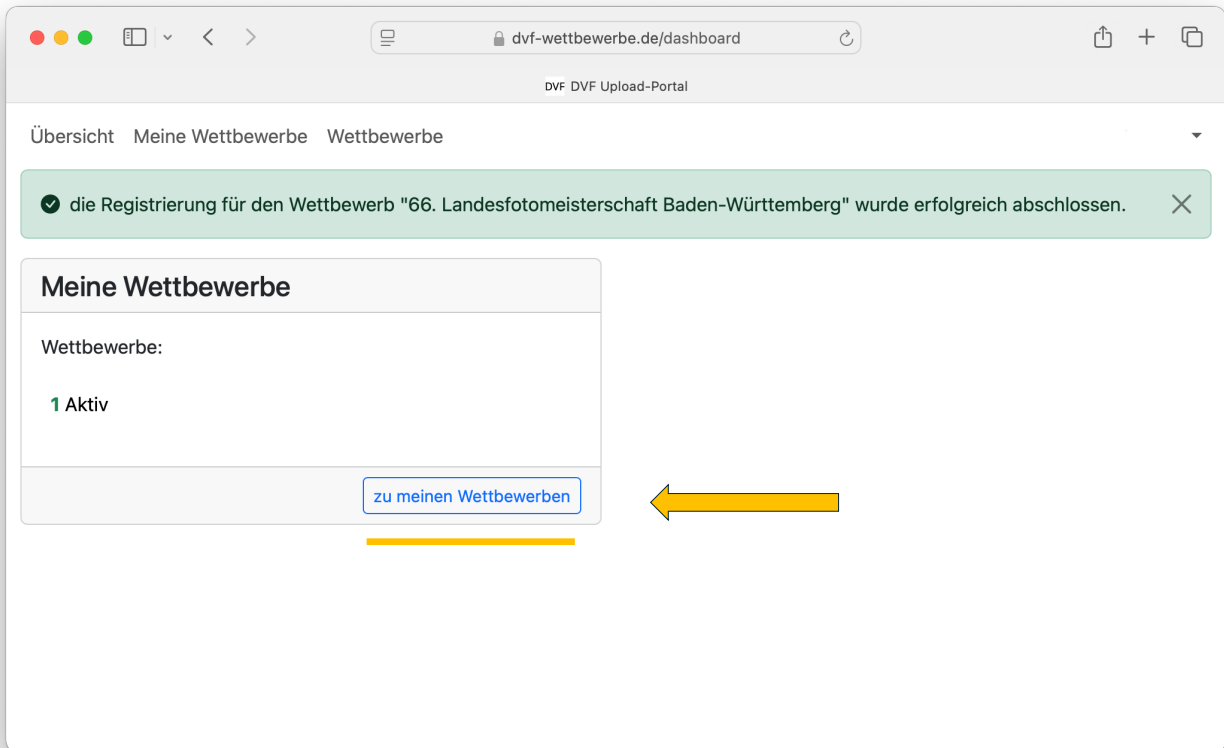 dvf-wettbewerbe.de/dashboard
DVF DVF Upload-Portal
Übersicht Meine Wettbewerbe Wettbewerbe
die Registrierung für den Wettbewerb "66. Landesfotomeisterschaft Baden-Württemberg" wurde erfolgreich abschlossen.
Meine Wettbewerbe
Wettbewerbe:
1 Aktiv
zu meinen Wettbewerben